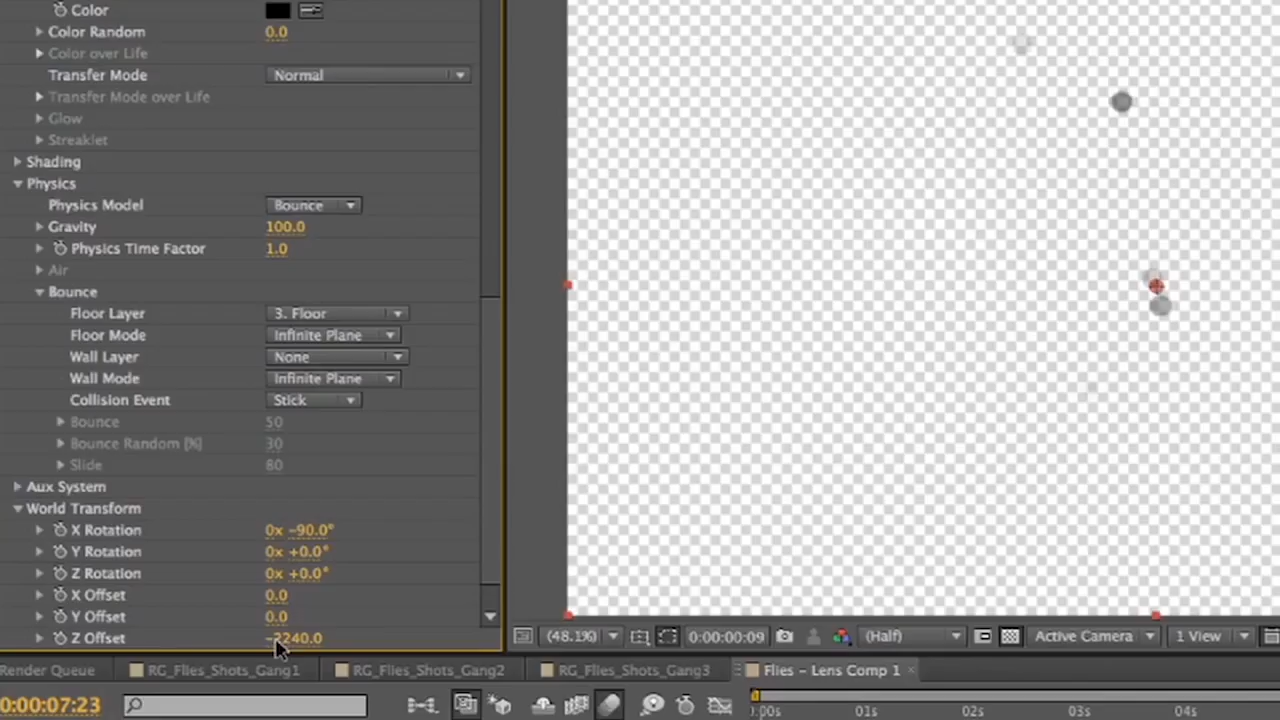 Color
Color Random 0.0
Color over Life
Transfer Mode Normal
Transfer Mode over Life
Glow
Streaklet
Shading
Physics
Physics Model Bounce
Gravity 100.0
Physics Time Factor 1.0
Air
Bounce
Floor Layer 3. Floor
Floor Mode Infinite Plane
Wall Layer None
Wall Mode Infinite Plane
Collision Event Stick
Bounce 50
Bounce Random [%] 30
Slide 80
Aux System
World Transform
X Rotation 0x -90.0°
Y Rotation 0x +0.0°
Z Rotation 0x +0.0°
X Offset 0.0
Y Offset 0.0
Z Offset -2240.0
(48.1%) 0:00:00:09 (Half) Active Camera 1 View
Render Queue RG_Flies_Shots_Gang1 RG_Flies_Shots_Gang2 RG_Flies_Shots_Gang3 Flies - Lens Comp 1
0:00:07:23
):00s 01s 02s 03s 04s